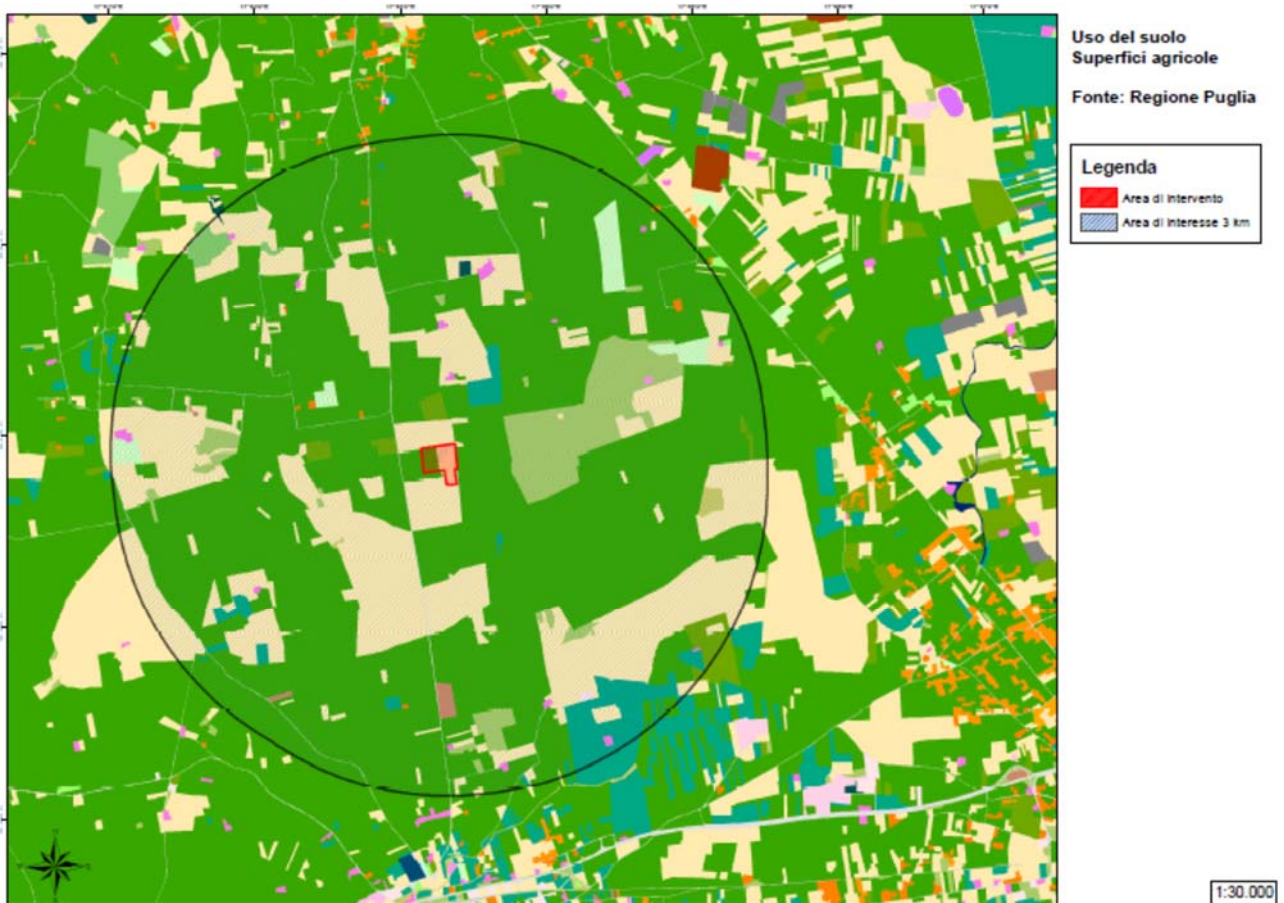 Uso del suolo
Superfici agricole
Fonte: Regione Puglia
Legenda
Area di Intervento
Area di Interesse 3 km
1:30.000